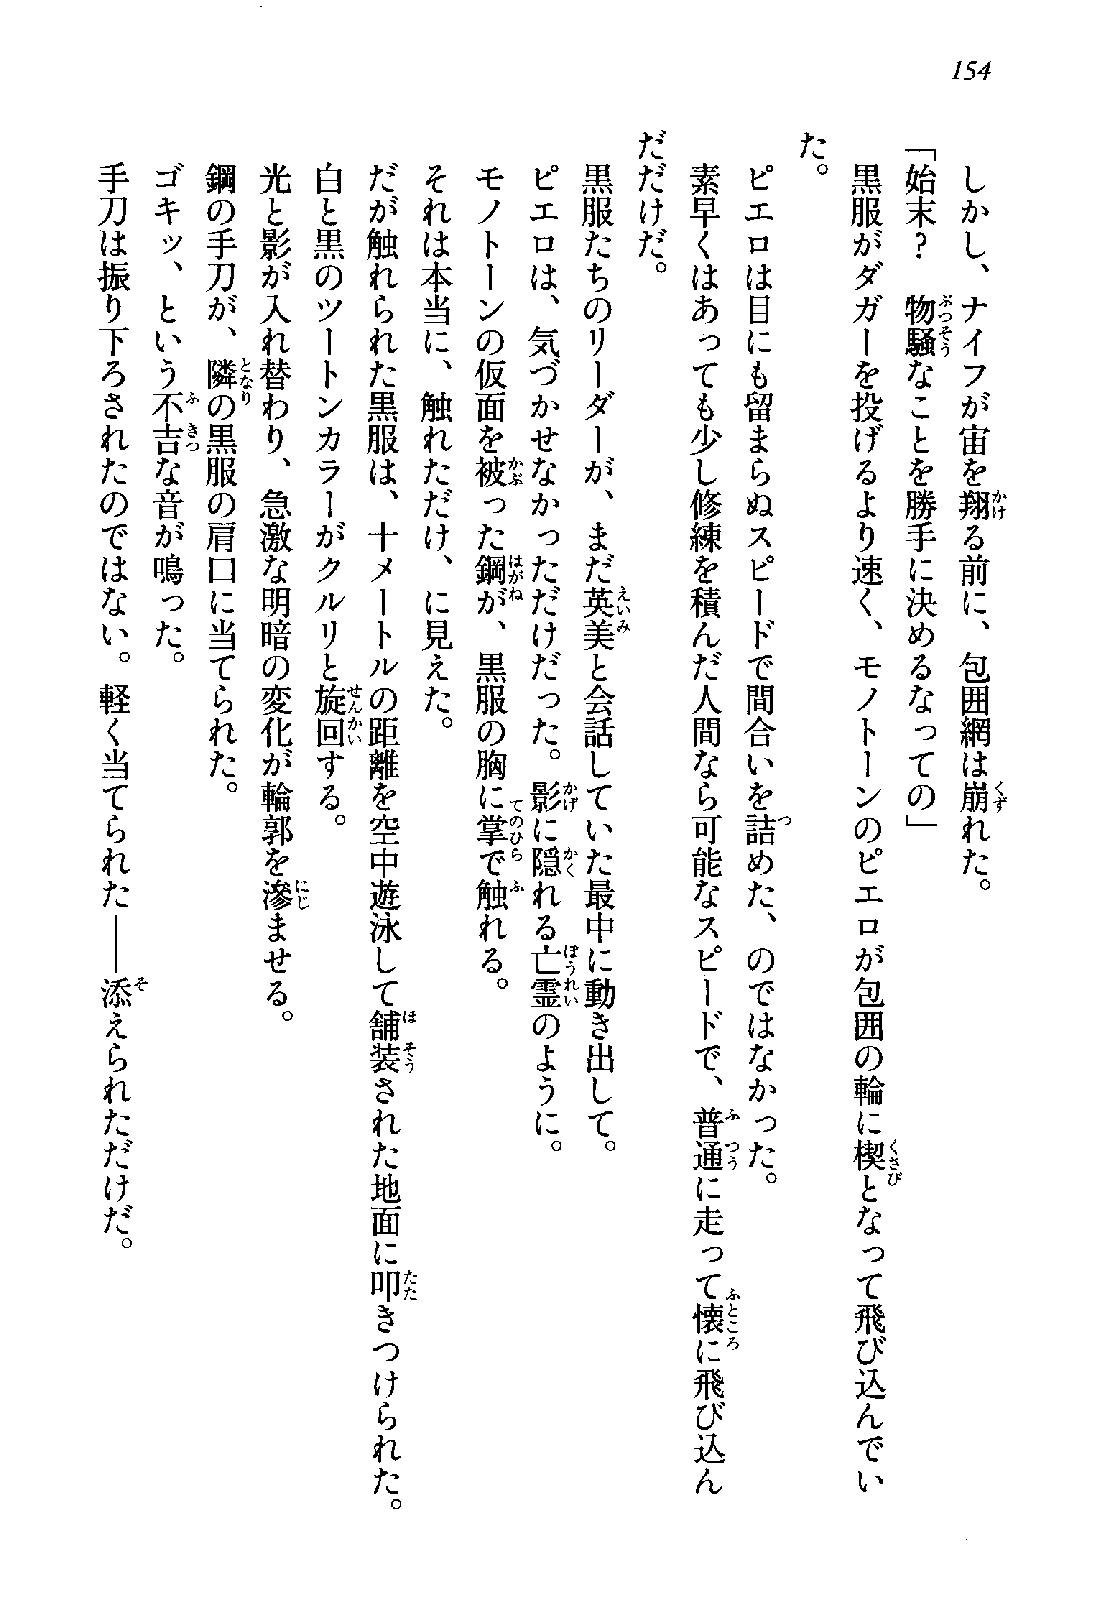 154
しかし、ナイフが宙を翔る前に、包囲網は崩れた。
「始末？　物騒なことを勝手に決めるなっての」
黒服がダガーを投げるより速く、モノトーンのピエロが包囲の輪に楔となって飛び込んでい
た。
ピエロは目にも留まらぬスピードで間合いを詰めた、のではなかった。
素早くはあっても少し修練を積んだ人間なら可能なスピードで、普通に走って懐に飛び込ん
だだけだ。
黒服たちのリーダーが、まだ英美と会話していた最中に動き出して。
ピエロは、気づかせなかっただけだった。影に隠れる亡霊のように。
モノトーンの仮面を被った鋼が、黒服の胸に掌で触れる。
それは本当に、触れただけ、に見えた。
だが触れられた黒服は、十メートルの距離を空中遊泳して舗装された地面に叩きつけられた。
白と黒のツートンカラーがクルリと旋回する。
光と影が入れ替わり、急激な明暗の変化が輪郭を滲ませる。
鋼の手刀が、隣の黒服の肩口に当てられた。
ゴキッ、という不吉な音が鳴った。
手刀は振り下ろされたのではない。軽く当てられた――添えられただけだ。